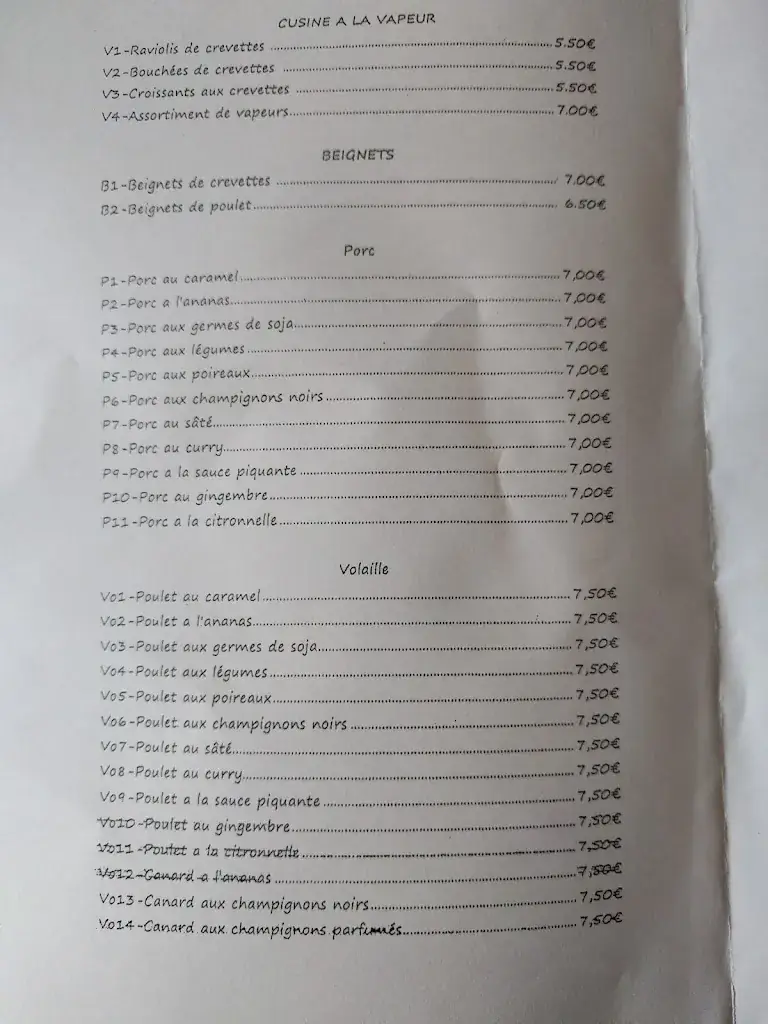 CUSINE A LA VAPEUR
V1-Raviolis de crevettes ........ 5.50€
V2-Bouchées de crevettes ........ 5.50€
V3-Croissants aux crevettes ........ 5.50€
V4-Assortiment de vapeurs........ 7.00€
BEIGNETS
B1-Beignets de crevettes ........ 7.00€
B2-Beignets de poulet........ 6.50€
Porc
P1-Porc au caramel........ 7,00€
P2-Porc a l'ananas........ 7,00€
P3-Porc aux germes de soja........ 7,00€
P4-Porc aux légumes........ 7,00€
P5-Porc aux poireaux........ 7,00€
P6-Porc aux champignons noirs........ 7,00€
P7-Porc au sâté........ 7,00€
P8-Porc au curry........ 7,00€
P9-Porc a la sauce piquante ........ 7,00€
P10-Porc au gingembre........ 7,00€
P11-Porc a la citronnelle........ 7,00€
Volaille
Vo1-Poulet au caramel........ 7,50€
Vo2-Poulet a l'ananas........ 7,50€
Vo3-Poulet aux germes de soja........ 7,50€
Vo4-Poulet aux légumes........ 7,50€
Vo5-Poulet aux poireaux........ 7,50€
Vo6-Poulet aux champignons noirs ........ 7,50€
Vo7-Poulet au sâté........ 7,50€
Vo8-Poulet au curry........ 7,50€
Vo9-Poulet a la sauce piquante ........ 7,50€
Vo10-Poulet au gingembre........ 7,50€
Vo11-Poulet a la citronnelle ........ 7,50€
Vo12-Canard a l'ananas ........ 7,50€
Vo13-Canard aux champignons noirs........ 7,50€
Vo14-Canard aux champignons parfumés........ 7,50€